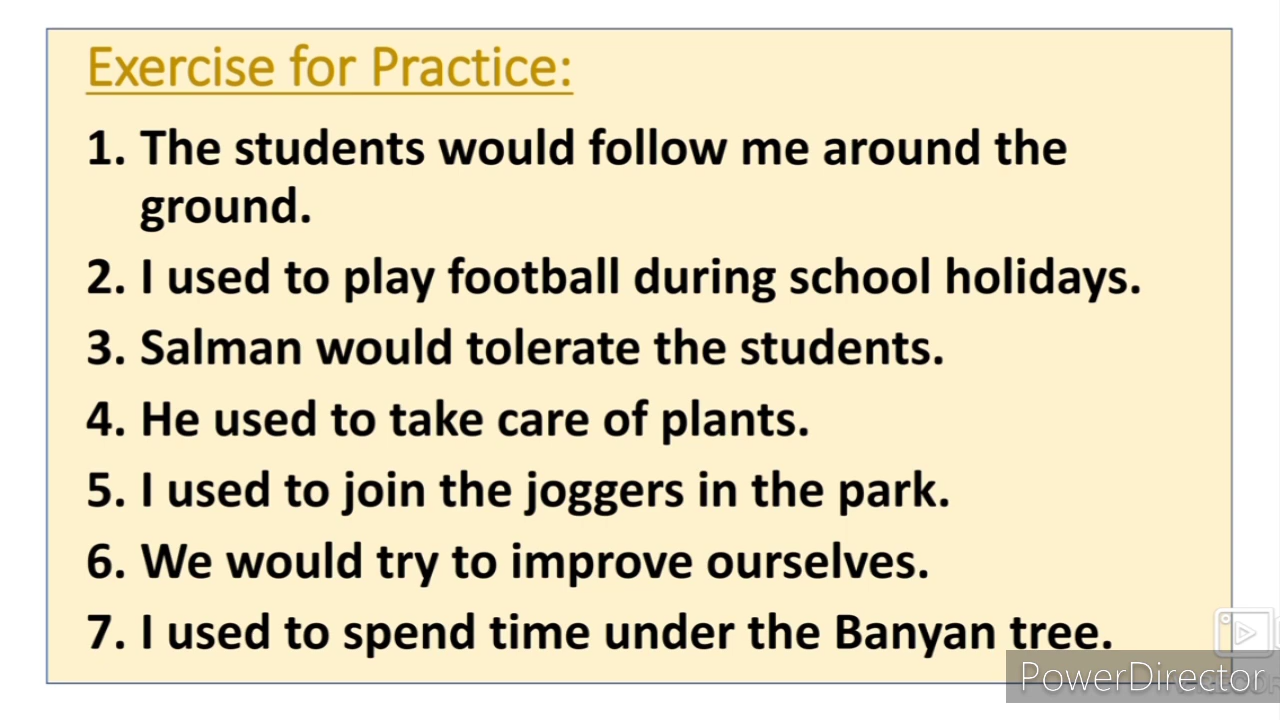 Exercise for Practice:
1. The students would follow me around the
ground.
2. I used to play football during school holidays.
3. Salman would tolerate the students.
4. He used to take care of plants.
5. I used to join the joggers in the park.
6. We would try to improve ourselves.
7. I used to spend time under the Banyan tree.
PowerDirector